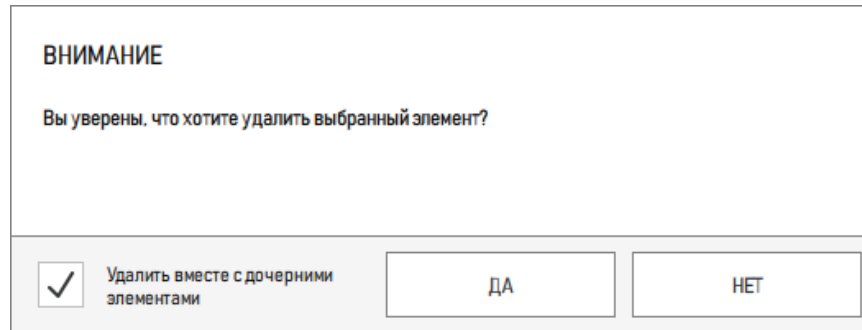 ВНИМАНИЕ
Вы уверены, что хотите удалить выбранный элемент?
Удалить вместе с дочерними
элементами
ДА
НЕТ